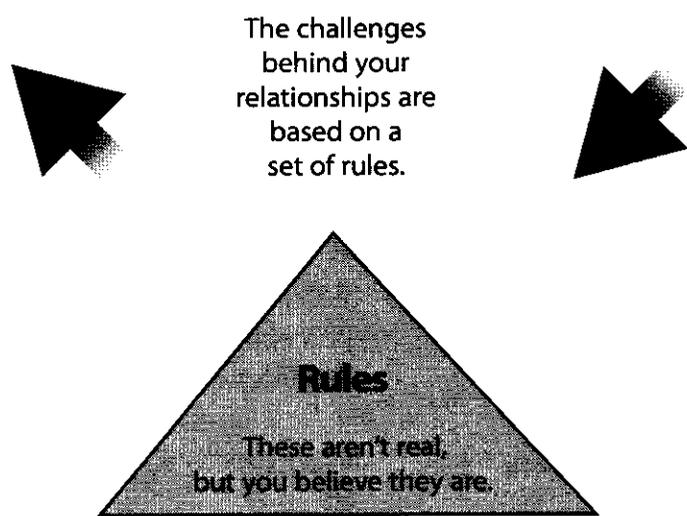 The challenges
behind your
relationships are
based on a
set of rules.
Rules
These aren't real,
but you believe they are.